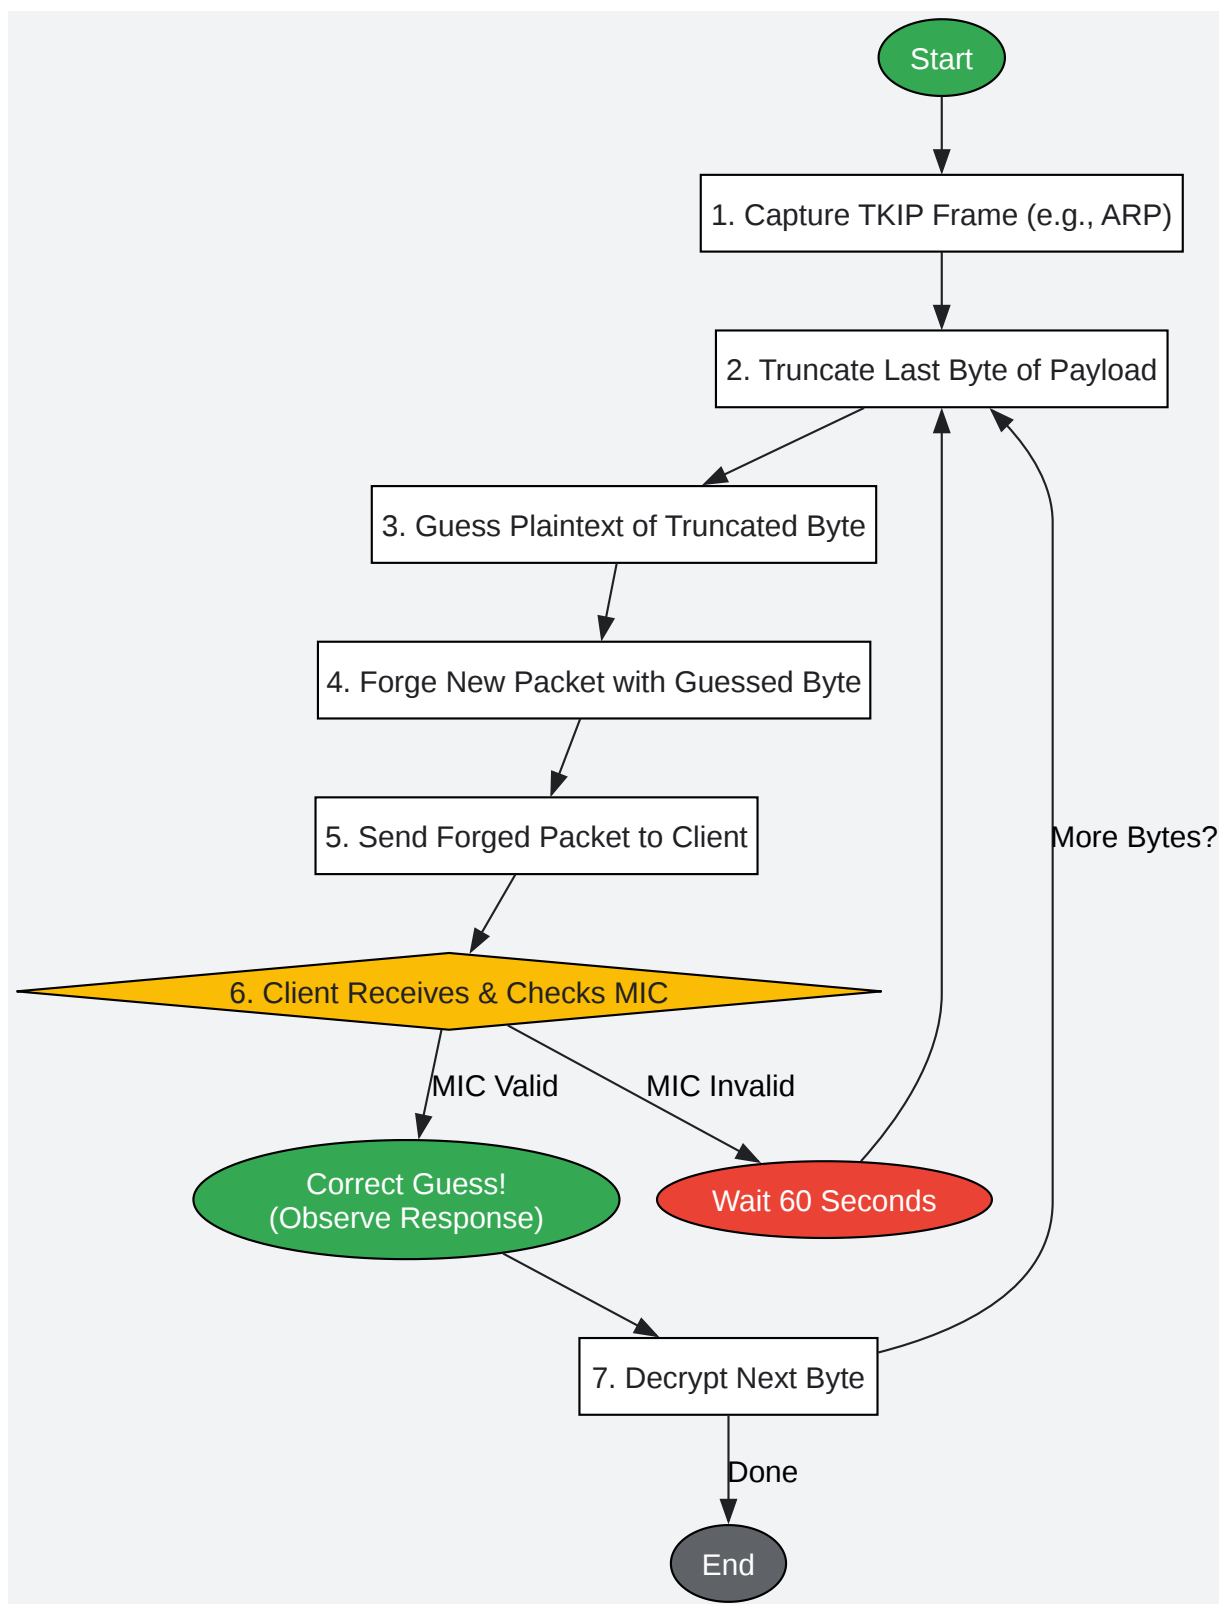 Start
1. Capture TKIP Frame (e.g., ARP)
2. Truncate Last Byte of Payload
3. Guess Plaintext of Truncated Byte
4. Forge New Packet with Guessed Byte
5. Send Forged Packet to Client
More Bytes?
6. Client Receives & Checks MIC
MIC Valid
MIC Invalid
Correct Guess!
(Observe Response)
Wait 60 Seconds
7. Decrypt Next Byte
Done
End